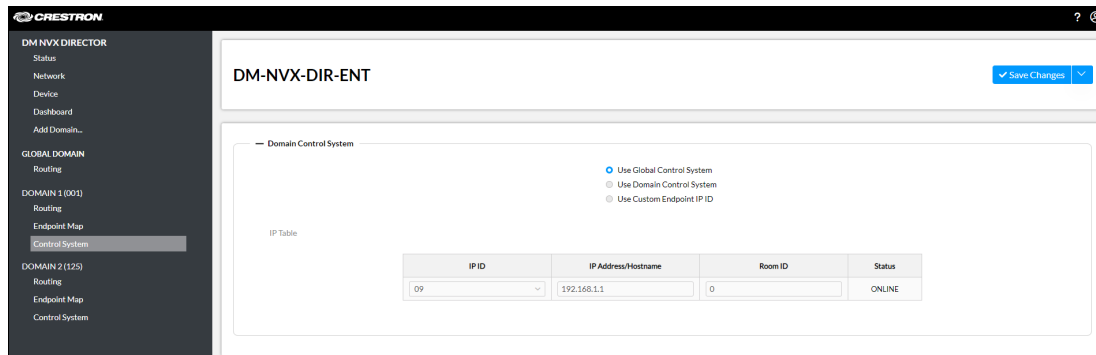 CRESTRON
?
DM NVX DIRECTOR
Status
Network
Device
Dashboard
Add Domain...
GLOBAL DOMAIN
Routing
DOMAIN 1 (001)
Routing
Endpoint Map
Control System
DOMAIN 2 (125)
Routing
Endpoint Map
Control System
DM-NVX-DIR-ENT
Save Changes
Domain Control System
Use Global Control System
Use Domain Control System
Use Custom Endpoint IP ID
IP Table
IP ID IP Address/Hostname Room ID Status
09 192.168.1.1 0 ONLINE